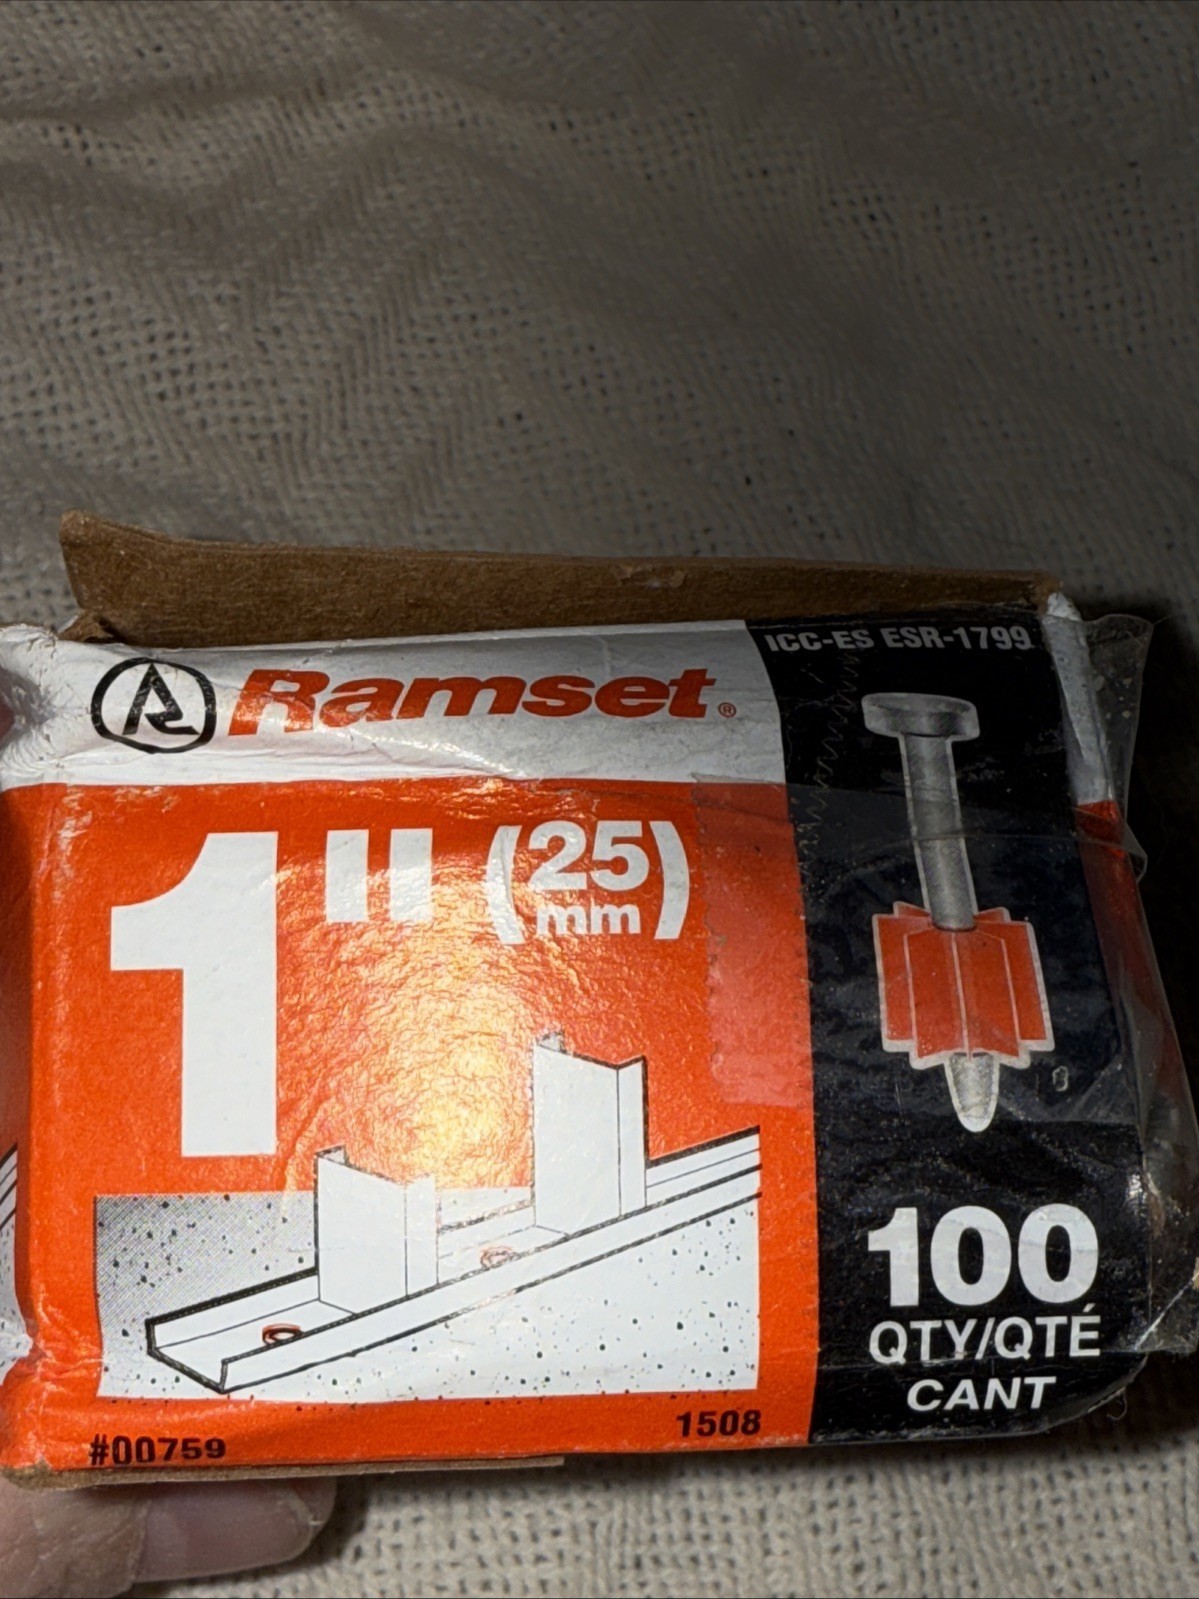 Ramset®
ICC-ES ESR-1799
1" (25 mm)
100
QTY/QTÉ
CANT
1508
#00759